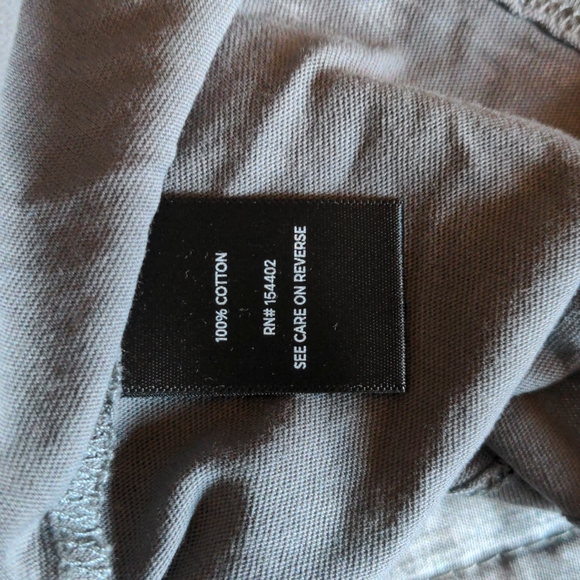 100% COTTON
RN# 154402
SEE CARE ON REVERSE